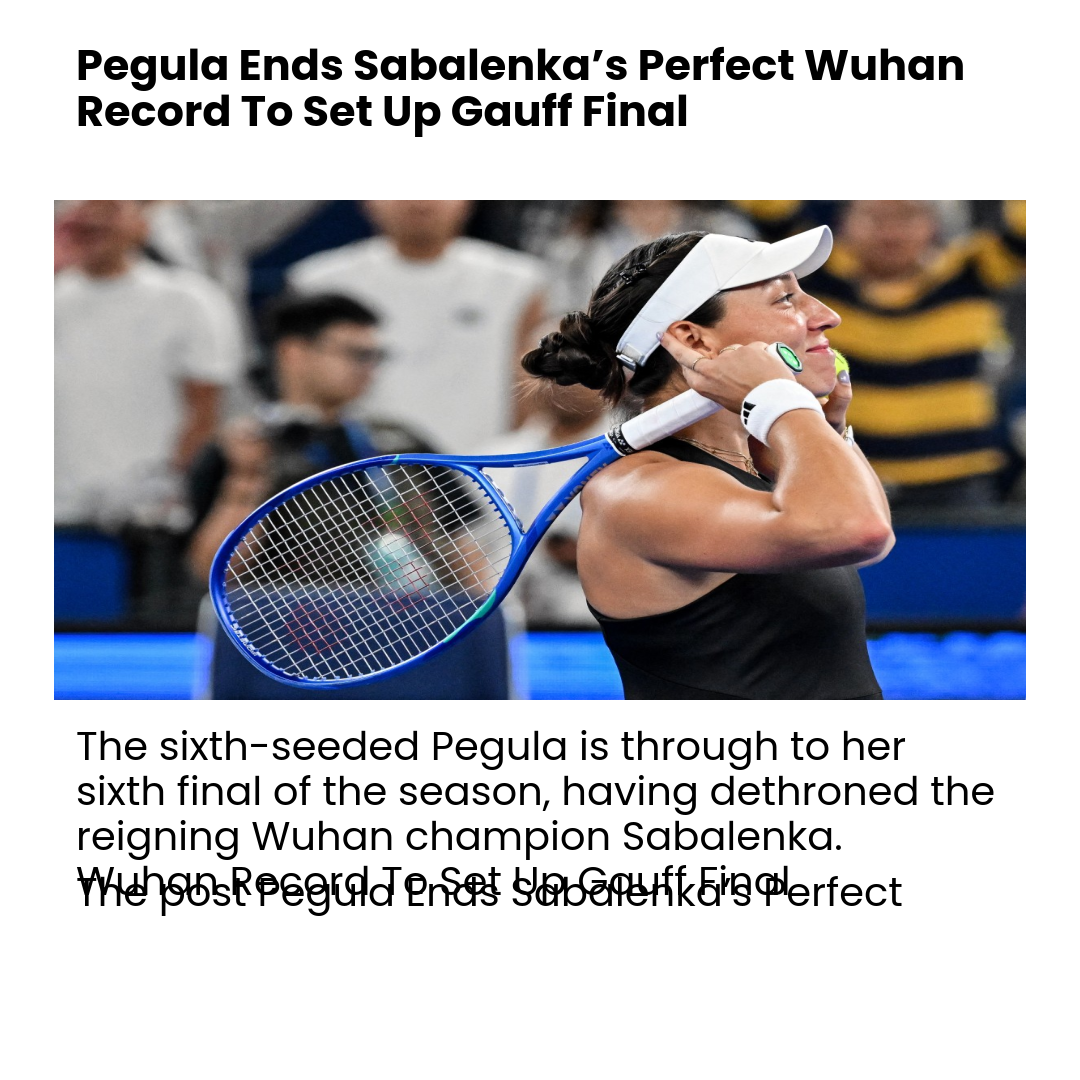 Pegula Ends Sabalenka’s Perfect Wuhan
Record To Set Up Gauff Final
The sixth-seeded Pegula is through to her
sixth final of the season, having dethroned the
reigning Wuhan champion Sabalenka.
Wuhan Record To Set Up Gauff Final
The post Pegula Ends Sabalenka’s Perfect